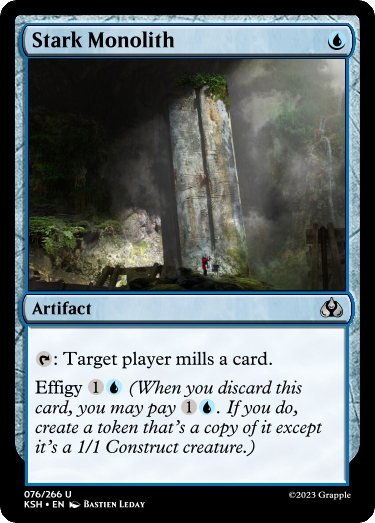 Stark Monolith
Artifact
: Target player mills a card.
Effigy 1 (When you discard this
card, you may pay 1 . If you do,
create a token that's a copy of it except
it's a 1/1 Construct creature.)
076/266 U
KSH • EN Bastien Leday
©2023 Grapple